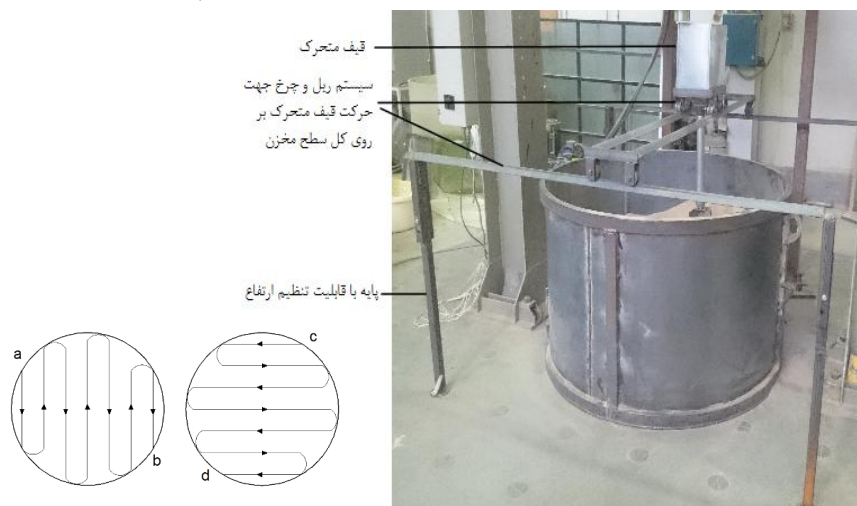 قیف متحرک
سیستم ریل و چرخ جهت
حرکت قیف متحرک بر
روی کل سطح مخزن
پایه با قابلیت تنظیم ارتفاع
a
c
b
d